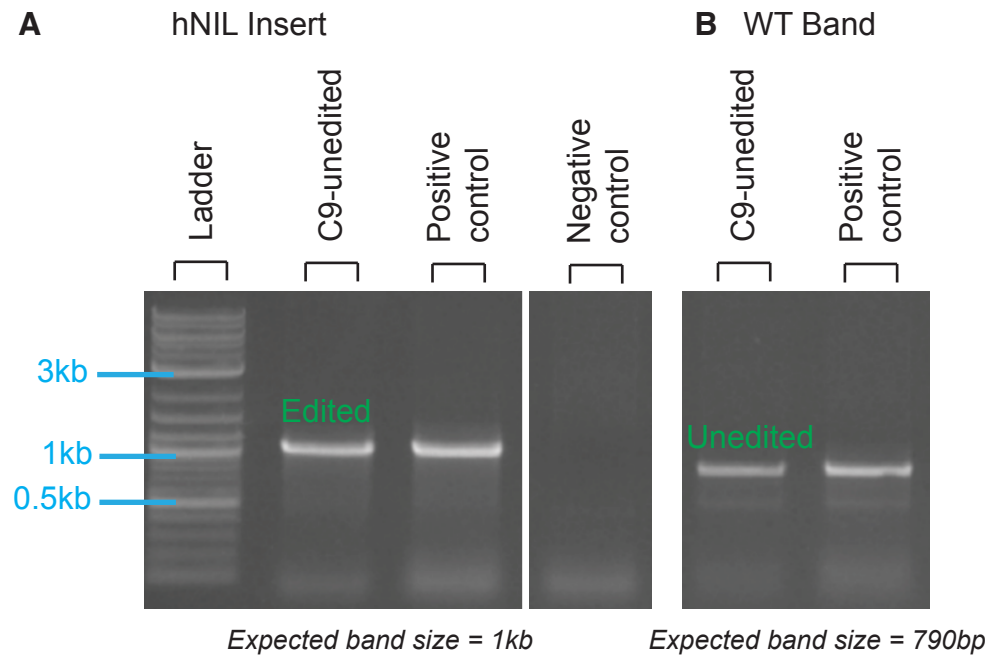 A hNIL Insert
B WT Band
Ladder
C9-unedited
Positive
control
Negative
control
C9-unedited
Positive
control
3kb
1kb
0.5kb
Edited
Unedited
Expected band size = 1kb
Expected band size = 790bp